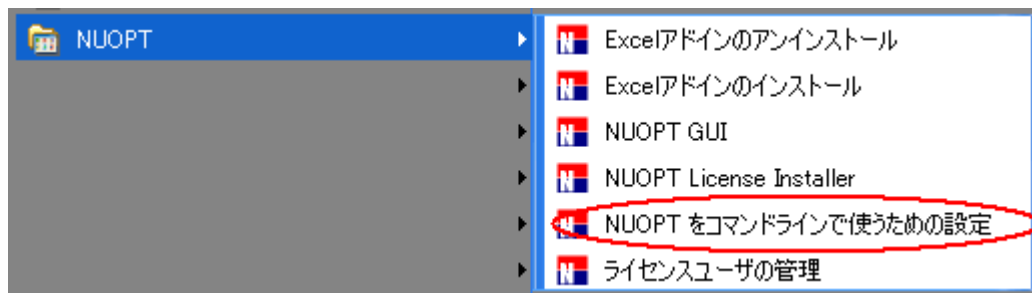 NUOPT
Excelアドインのアンインストール
Excelアドインのインストール
NUOPT GUI
NUOPT License Installer
NUOPT をコマンドラインで使うための設定
ライセンスユーザの管理